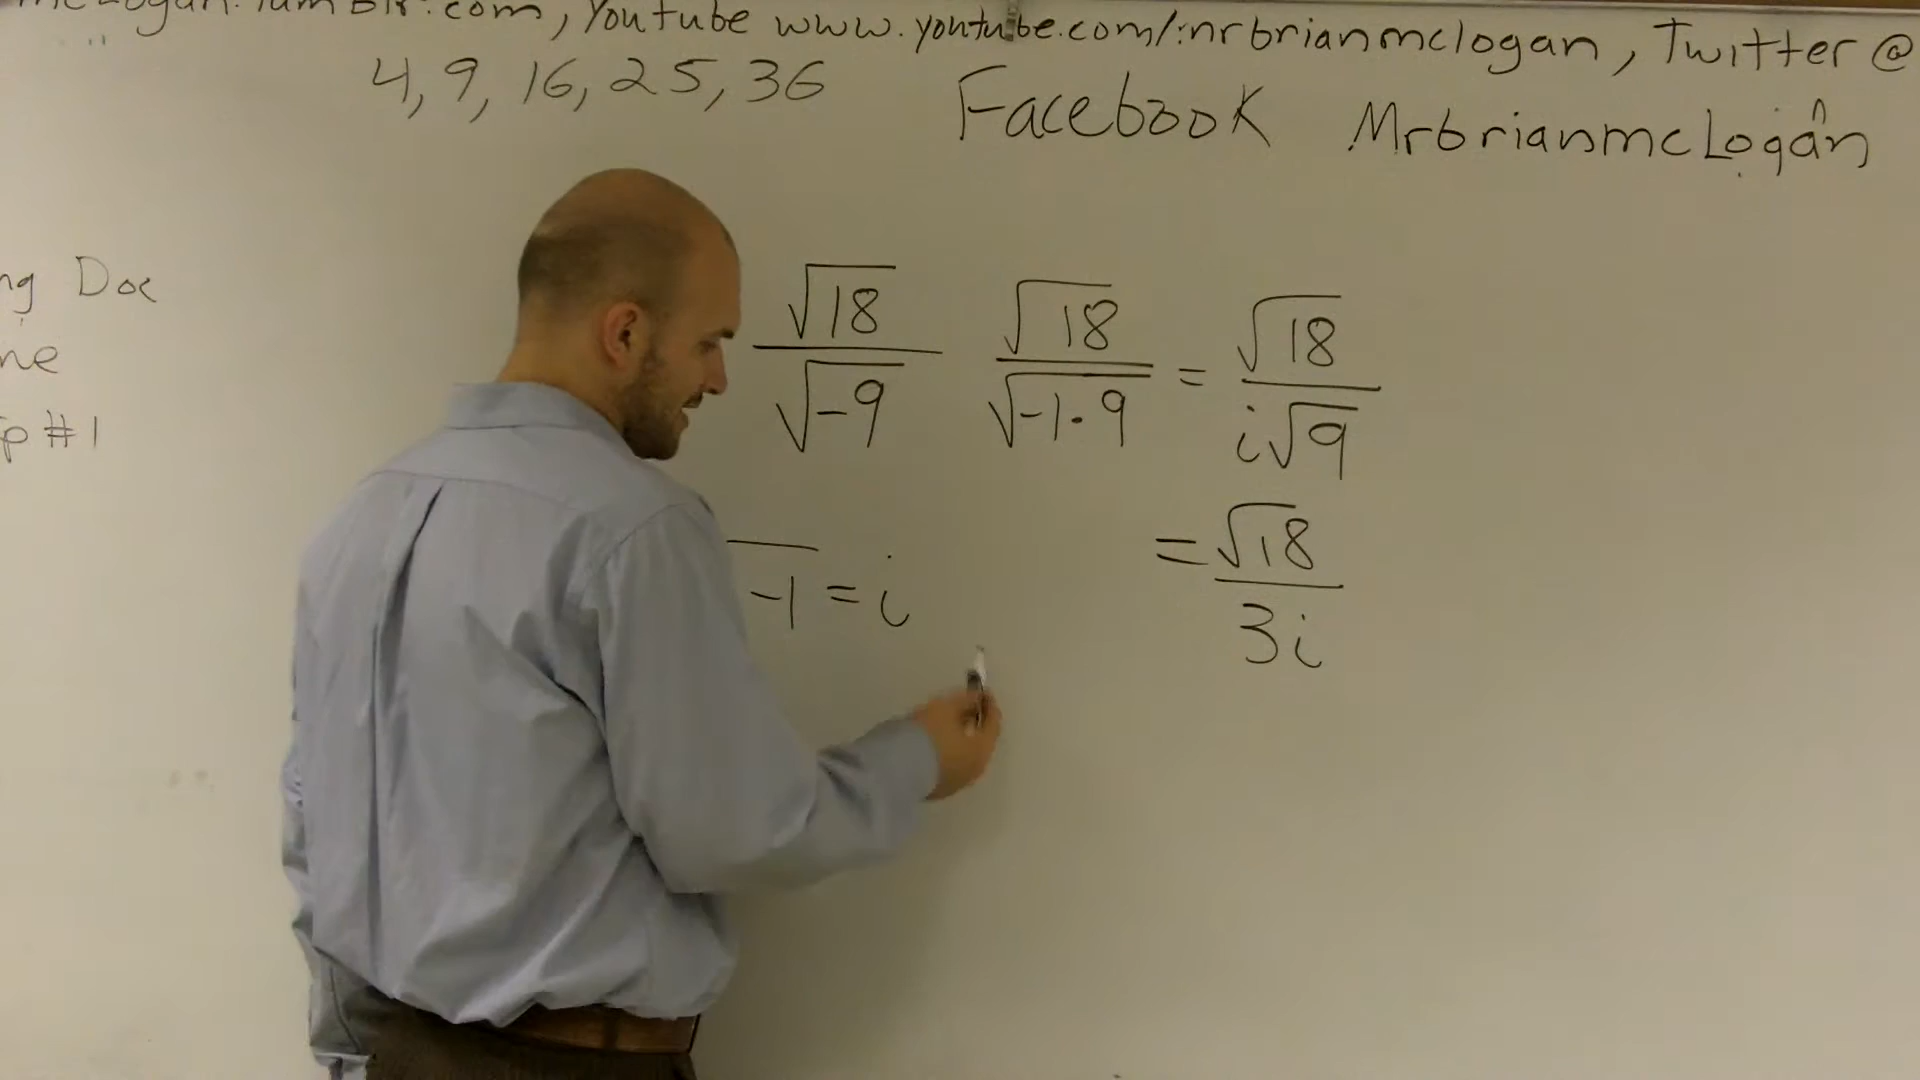 mcLogan.Tumblr.com, Youtube www.youtube.com/mrbrianmclogan, Twitter @
4, 9, 16, 25, 36
Facebook MrbrianmcLogan
ng Doc
ne
p #1
√18 / √-9 √18 / √-1·9 = √18 / i√9
= √18 / 3i
-1 = i